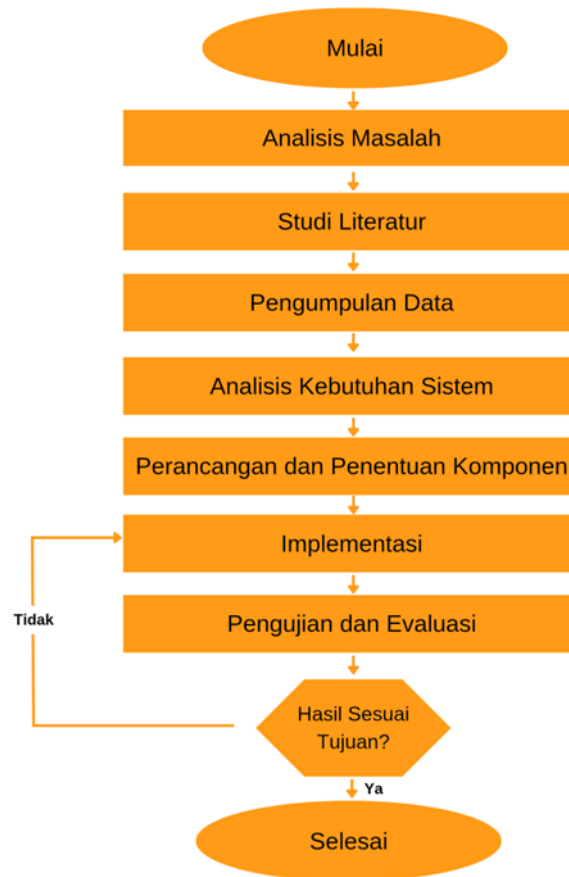 Mulai
Analisis Masalah
Studi Literatur
Pengumpulan Data
Analisis Kebutuhan Sistem
Perancangan dan Penentuan Komponen
Implementasi
Pengujian dan Evaluasi
Tidak
Hasil Sesuai
Tujuan?
Ya
Selesai